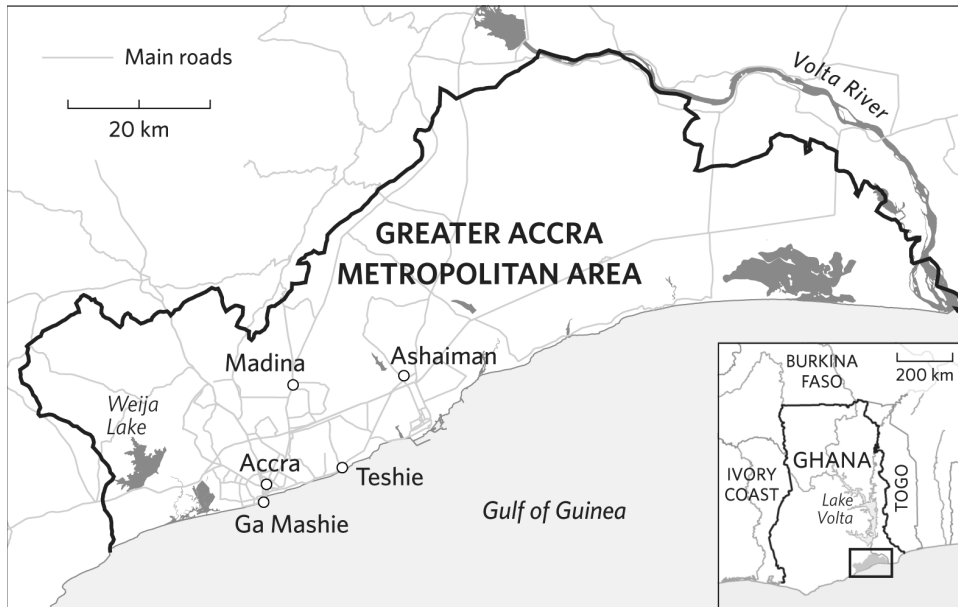 Main roads
20 km
Volta River
GREATER ACCRA
METROPOLITAN AREA
Madina
Ashaiman
Weija
Lake
Accra
Teshie
Ga Mashie
Gulf of Guinea
BURKINA
FASO
200 km
GHANA
IVORY
COAST
TOGO
Lake
Volta